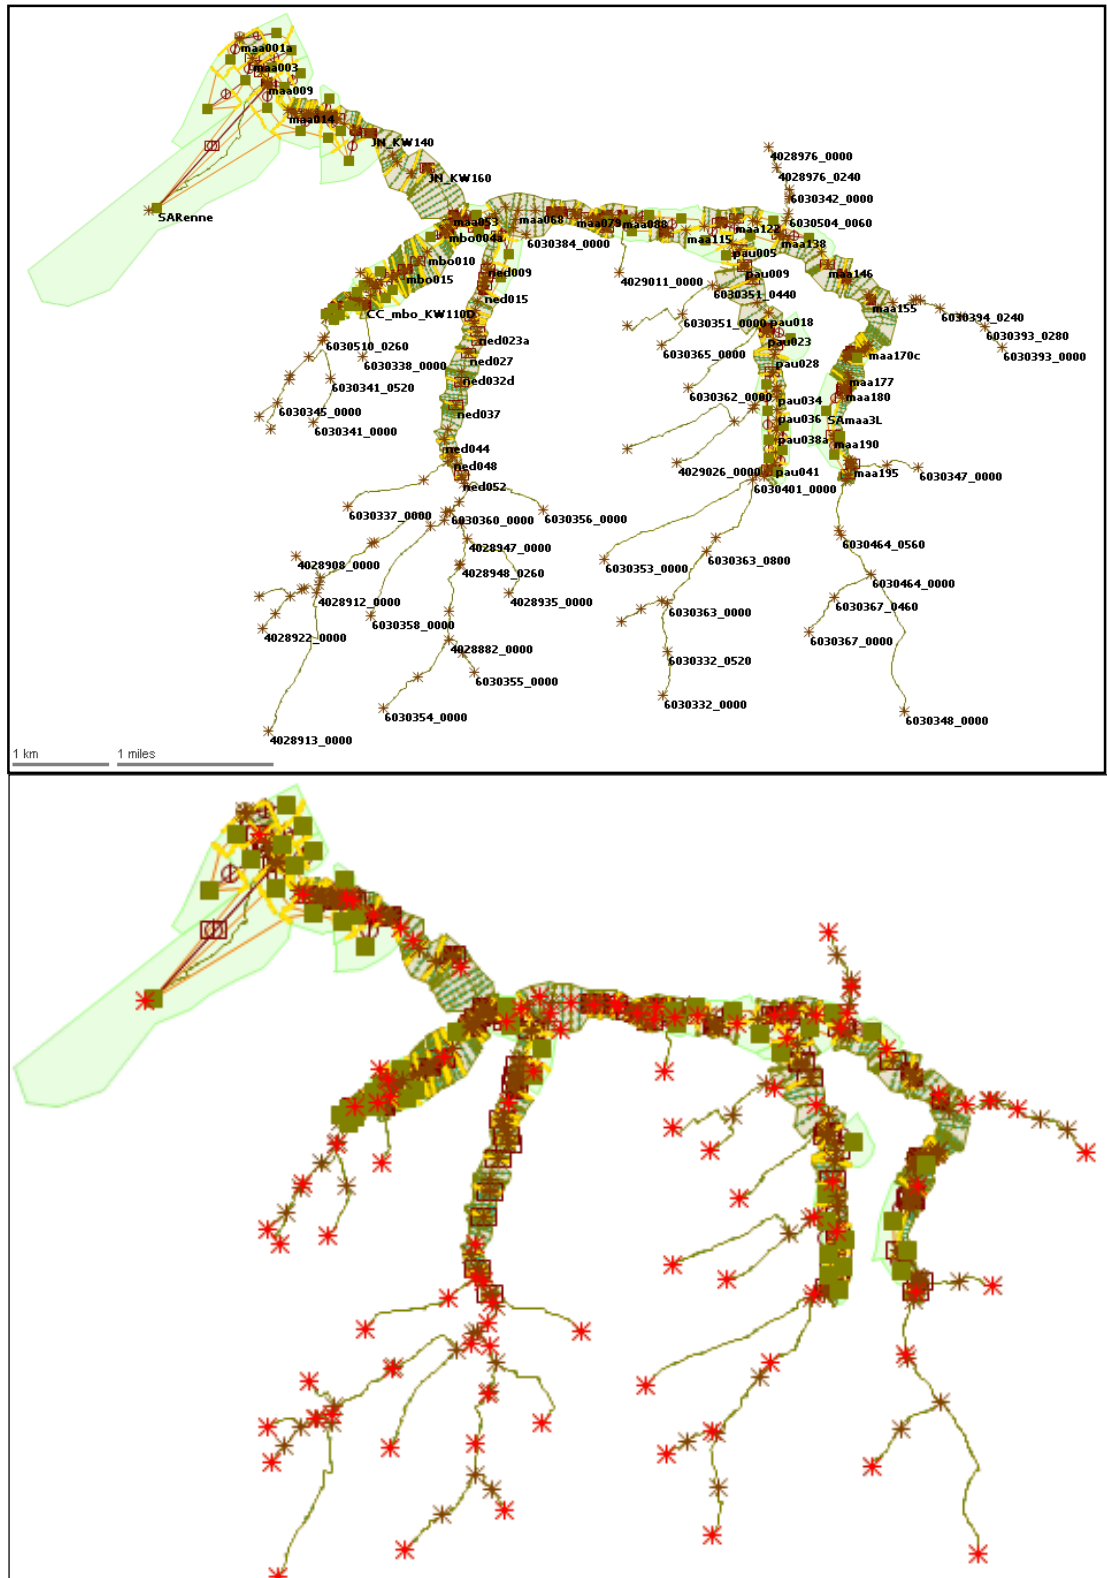 maa001a
maa003
maa009
maa014
JN_KW140
4028976_0000
JN_KW160
4028976_0240
6030342_0000
SARenne
maa053
maa068
maa079
maa088
6030504_0060
mbo004a
6030384_0000
maa115
maa122
maa138
pau005
mbo010
mbo015
ned009
4029011_0000
pau009
maa146
6030351_0440
ned015
maa155
CC_mbo_KW110D
6030394_0240
6030351_0000
pau018
6030393_0280
6030510_0260
ned023a
pau023
6030338_0000
ned027
6030365_0000
maa170c
6030393_0000
pau028
6030341_0520
ned032d
maa177
6030362_0000
maa180
6030345_0000
ned037
pau034
6030341_0000
pau036
SAmaa3L
ned044
pau038a
maa190
ned048
4029026_0000
pau041
maa195
6030347_0000
ned052
6030401_0000
6030337_0000
6030360_0000
6030356_0000
4028947_0000
6030464_0560
4028908_0000
4028948_0260
6030353_0000
6030363_0800
6030464_0000
4028912_0000
4028935_0000
6030367_0460
6030358_0000
6030363_0000
4028922_0000
4028882_0000
6030367_0000
6030332_0520
6030355_0000
6030354_0000
6030332_0000
6030348_0000
4028913_0000
1 km
1 miles